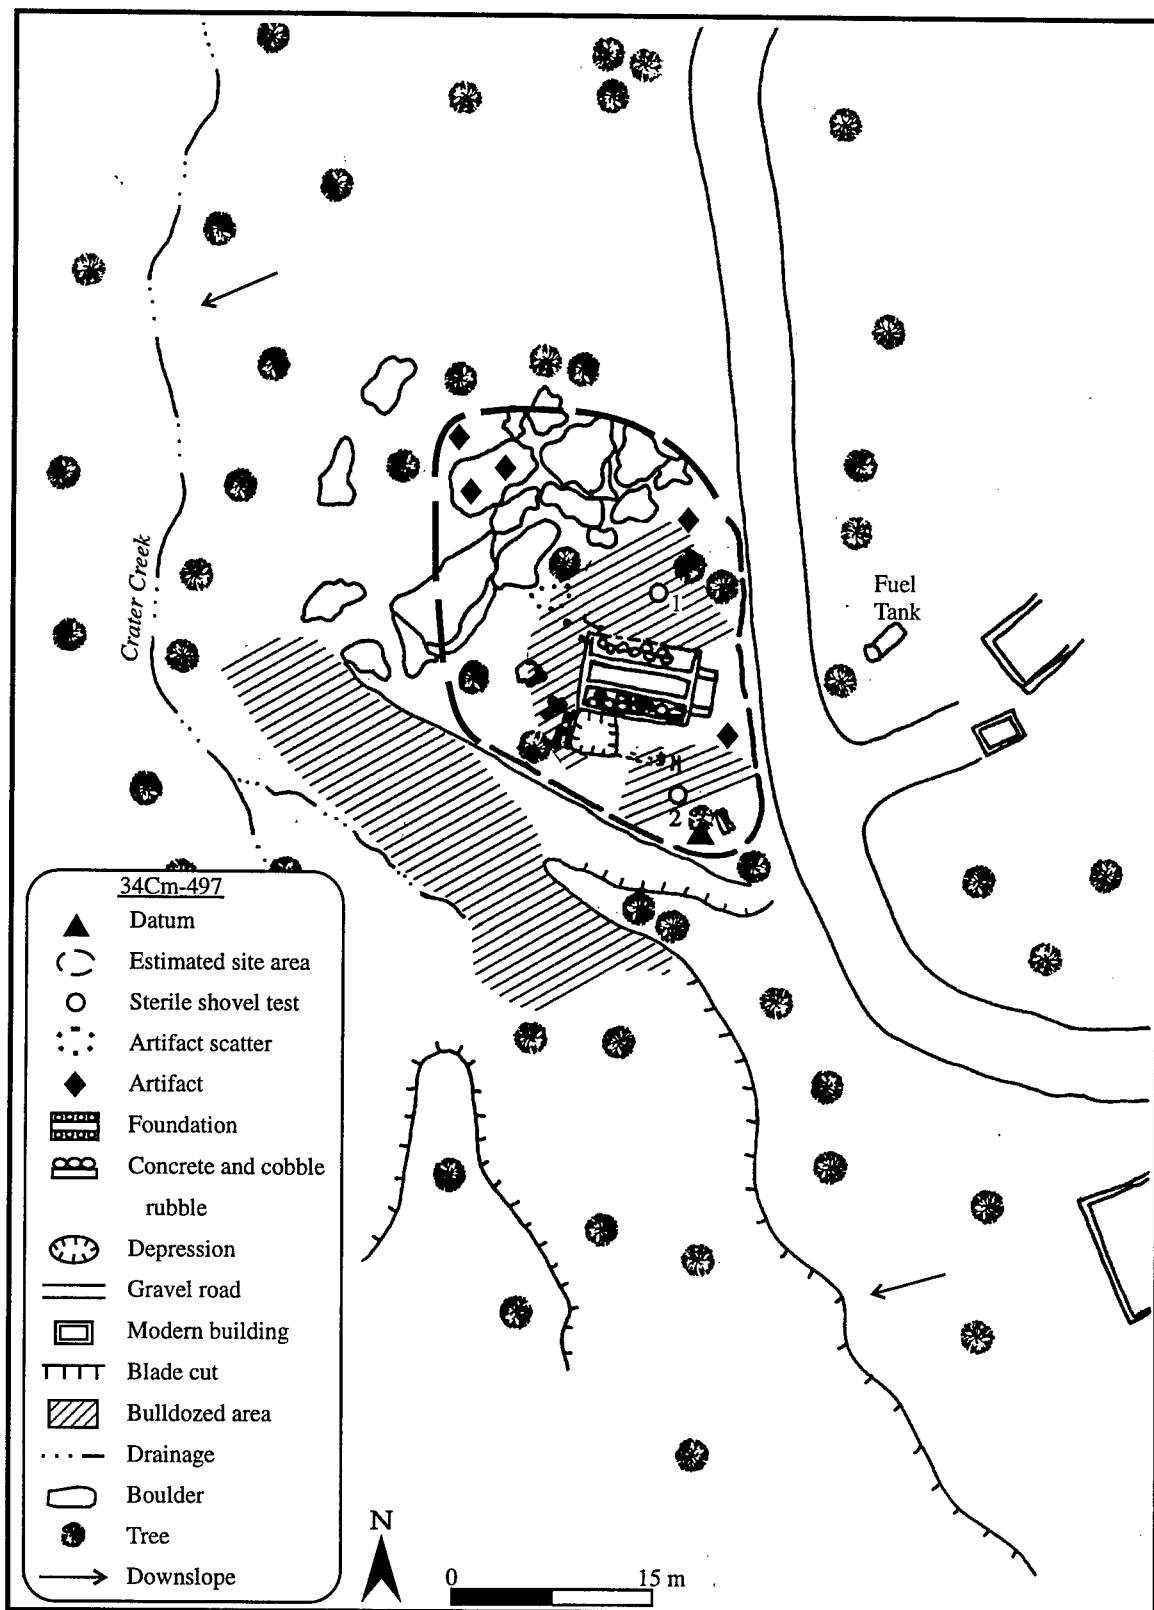 Crater Creek
Fuel
Tank
1
2
34Cm-497
Datum
Estimated site area
Sterile shovel test
Artifact scatter
Artifact
Foundation
Concrete and cobble
rubble
Depression
Gravel road
Modern building
Blade cut
Bulldozed area
Drainage
Boulder
Tree
Downslope
N
0 15 m